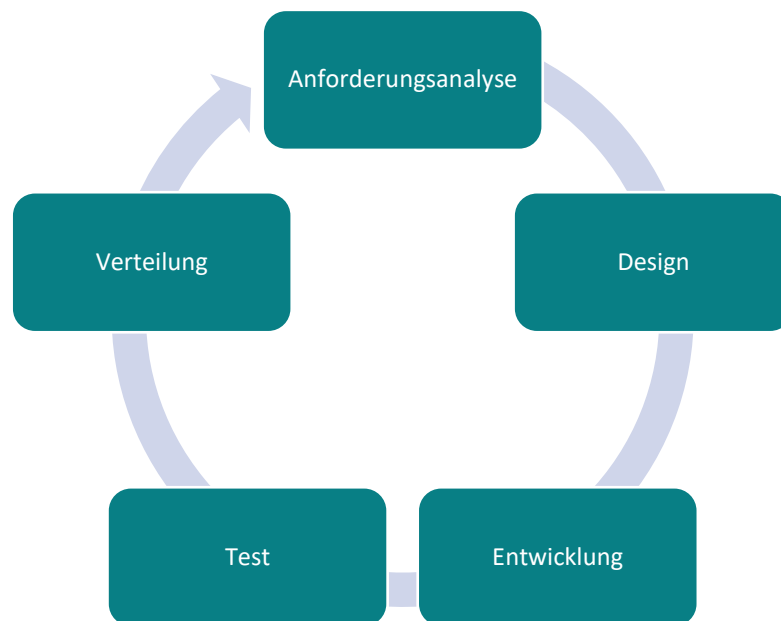 Anforderungsanalyse
Design
Entwicklung
Test
Verteilung